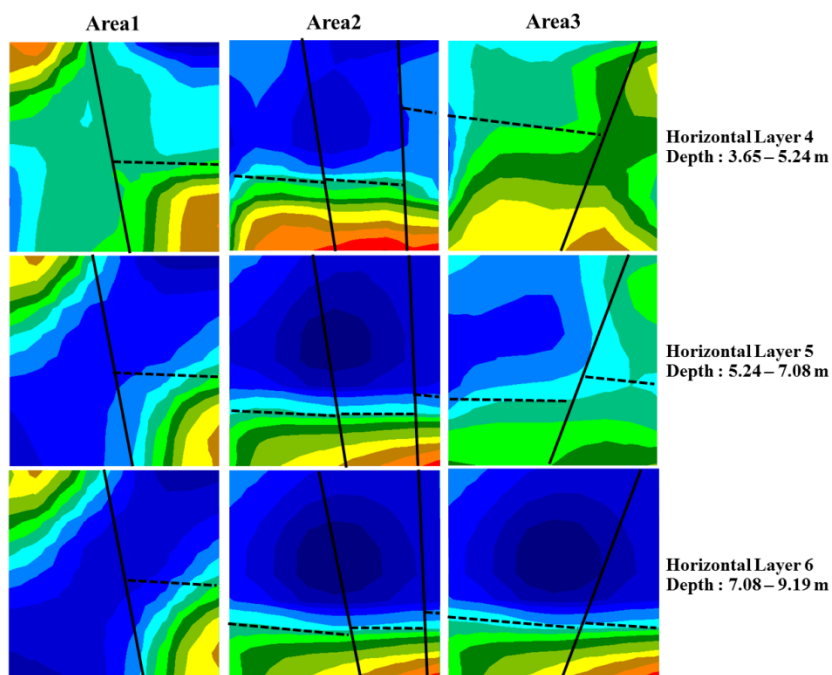 Area1
Area2
Area3
Horizontal Layer 4
Depth : 3.65 – 5.24 m
Horizontal Layer 5
Depth : 5.24 – 7.08 m
Horizontal Layer 6
Depth : 7.08 – 9.19 m